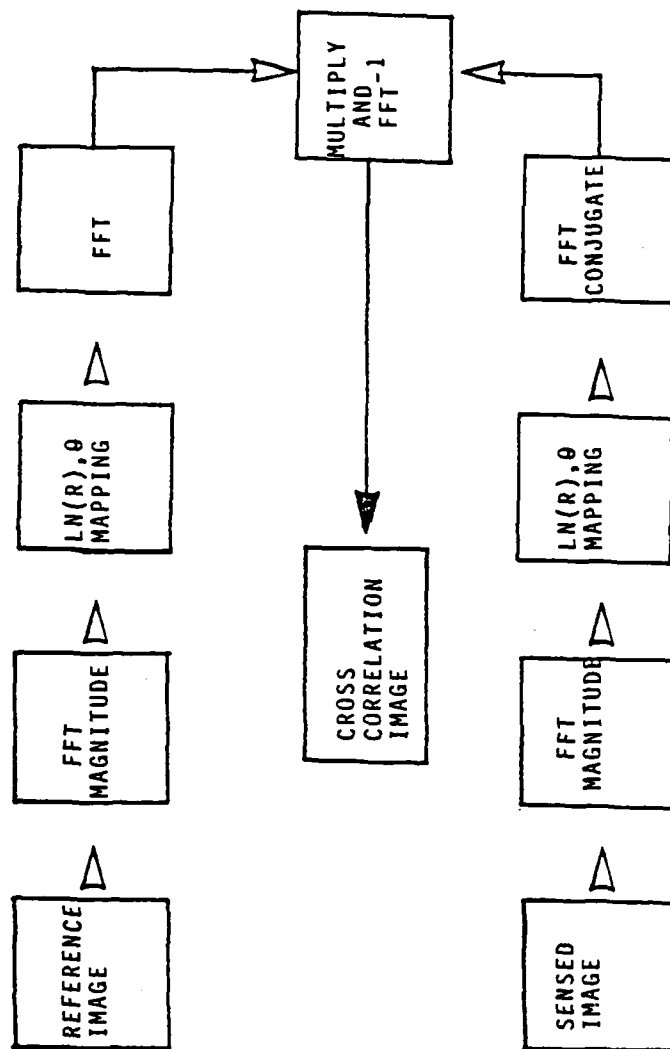 REFERENCE
IMAGE
FFT
MAGNITUDE
LN(R),θ
MAPPING
FFT
MULTIPLY
AND
FFT-1
CROSS
CORRELATION
IMAGE
SENSED
IMAGE
FFT
MAGNITUDE
LN(R),θ
MAPPING
FFT
CONJUGATE